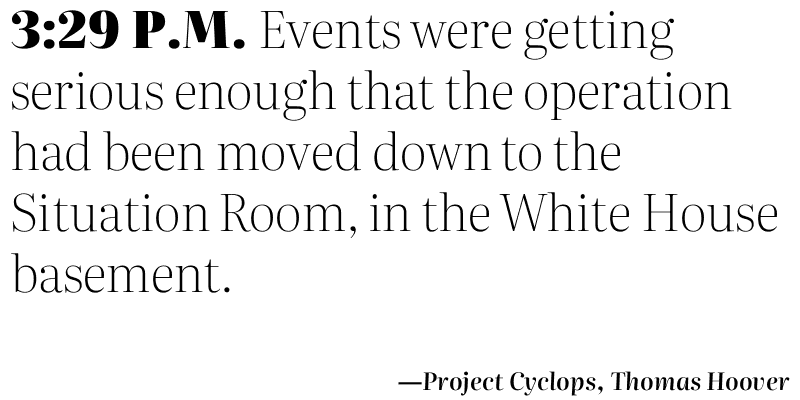 3:29 P.M. Events were getting
serious enough that the operation
had been moved down to the
Situation Room, in the White House
basement.
—Project Cyclops, Thomas Hoover